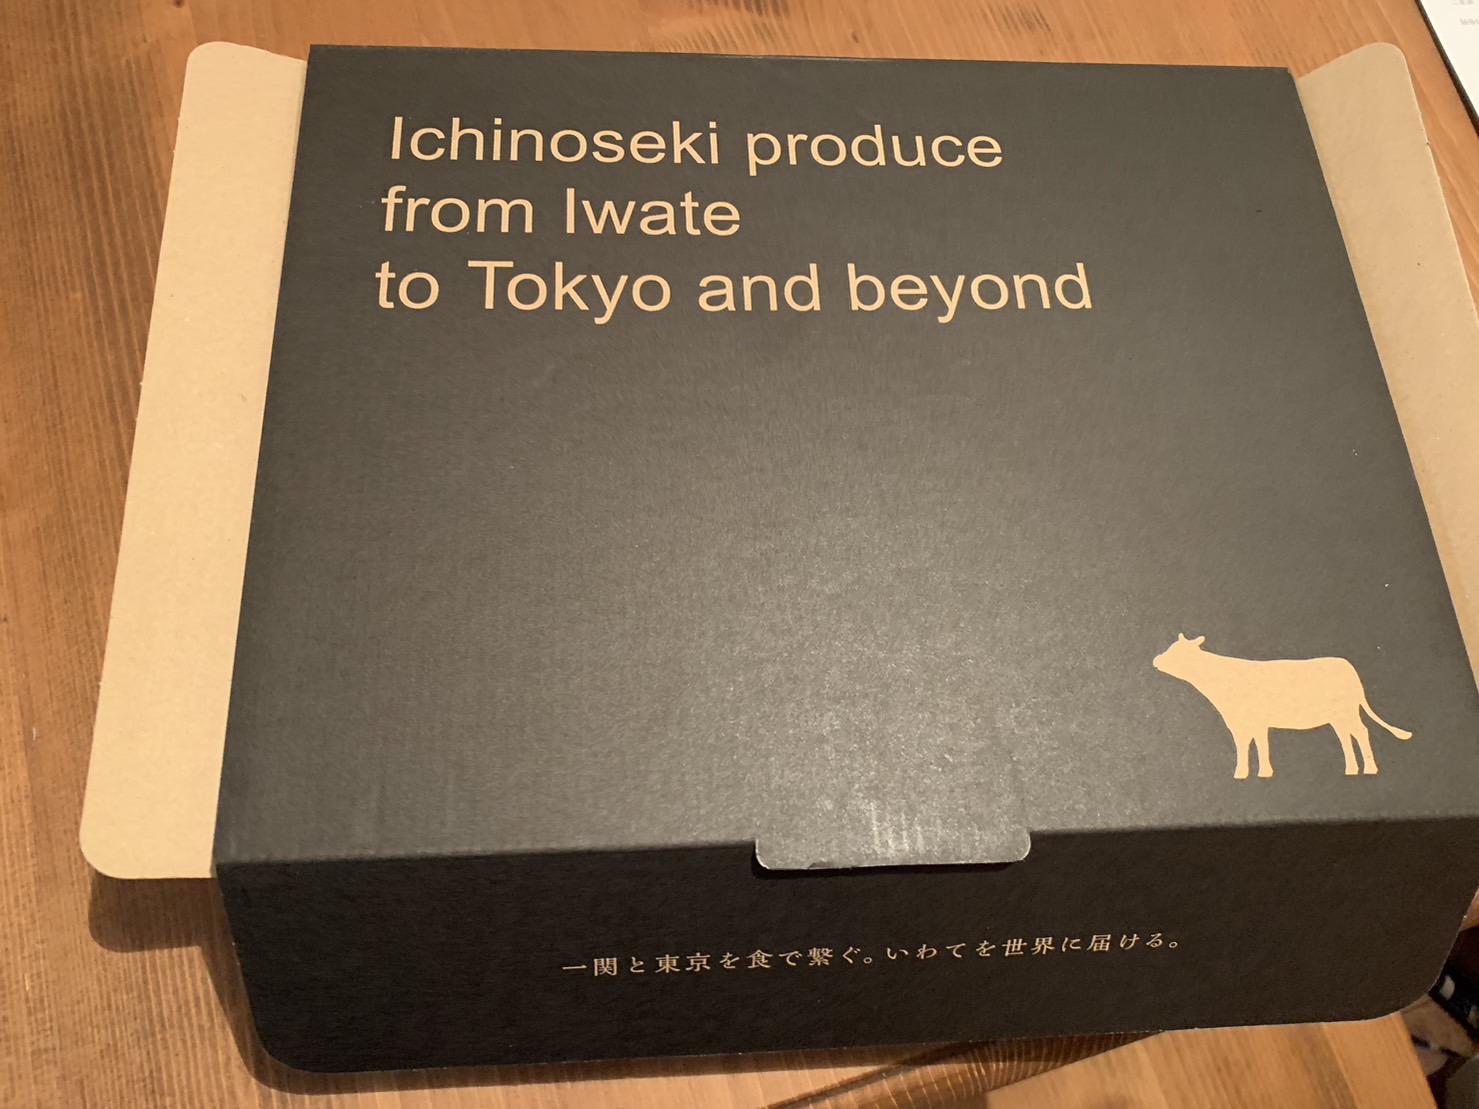 Ichinoseki produce
from Iwate
to Tokyo and beyond
一関と東京を食で繋ぐ。いわてを世界に届ける。